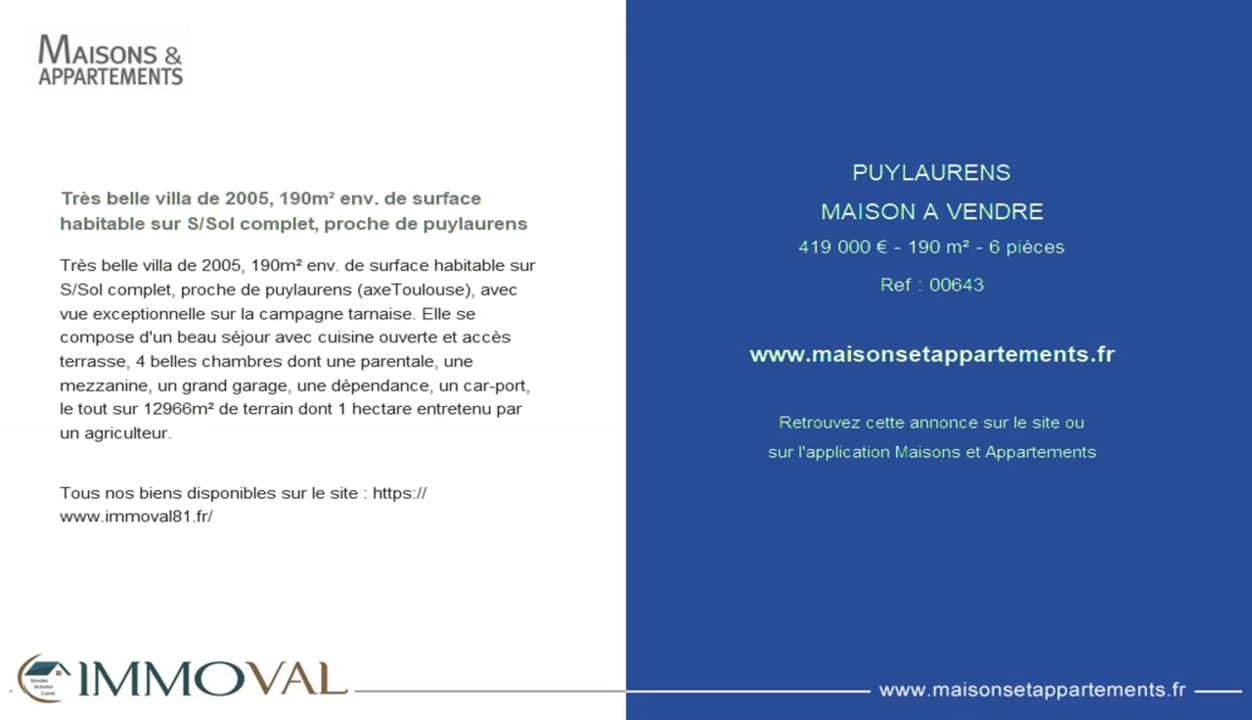 MAISONS &
APPARTEMENTS
Très belle villa de 2005, 190m² env. de surface
habitable sur S/Sol complet, proche de puylaurens
Très belle villa de 2005, 190m² env. de surface habitable sur
S/Sol complet, proche de puylaurens (axeToulouse), avec
vue exceptionnelle sur la campagne tarnaise. Elle se
compose d'un beau séjour avec cuisine ouverte et accès
terrasse, 4 belles chambres dont une parentale, une
mezzanine, un grand garage, une dépendance, un car-port,
le tout sur 12966m² de terrain dont 1 hectare entretenu par
un agriculteur.
Tous nos biens disponibles sur le site : https://
www.immoval81.fr/
Vendre
Acheter
Louer
IMMOVAL
PUYLAURENS
MAISON A VENDRE
419 000 € - 190 m² - 6 pièces
Ref : 00643
www.maisonsetappartements.fr
Retrouvez cette annonce sur le site ou
sur l'application Maisons et Appartements
www.maisonsetappartements.fr